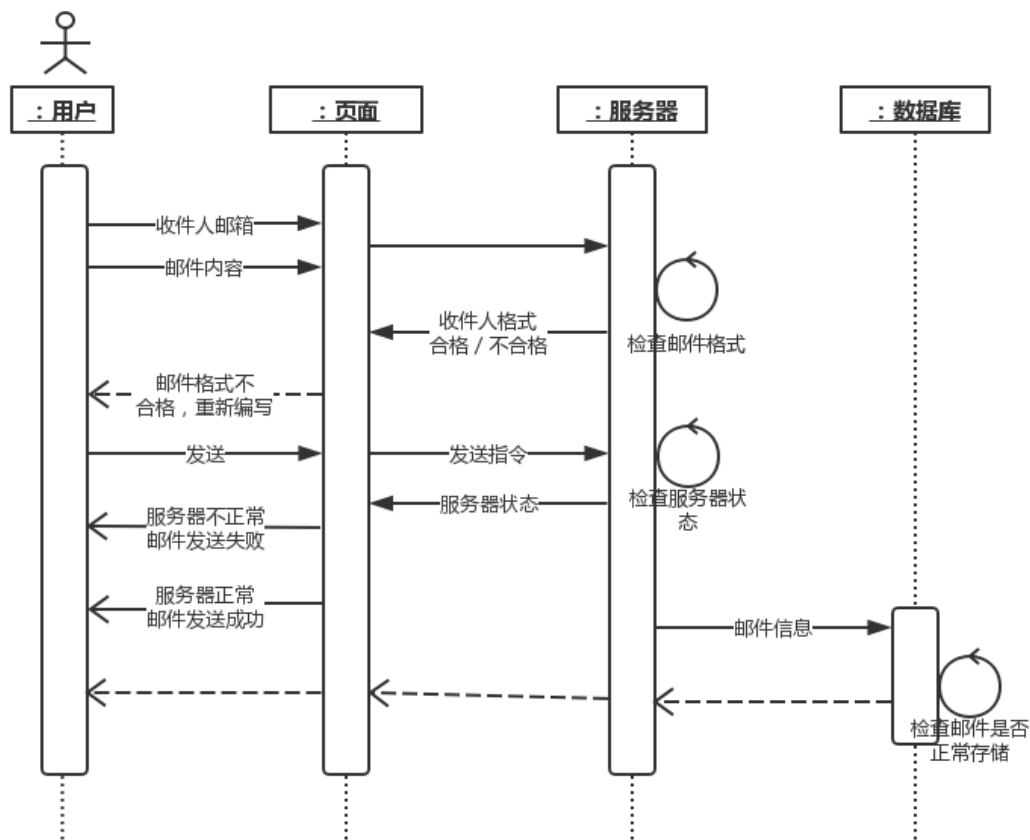 ：用户
：页面
：服务器
：数据库
收件人邮箱
邮件内容
收件人格式
合格 / 不合格
检查邮件格式
邮件格式不
合格，重新编写
发送
发送指令
服务器状态
检查服务器状
态
服务器不正常
邮件发送失败
服务器正常
邮件发送成功
邮件信息
检查邮件是否
正常存储